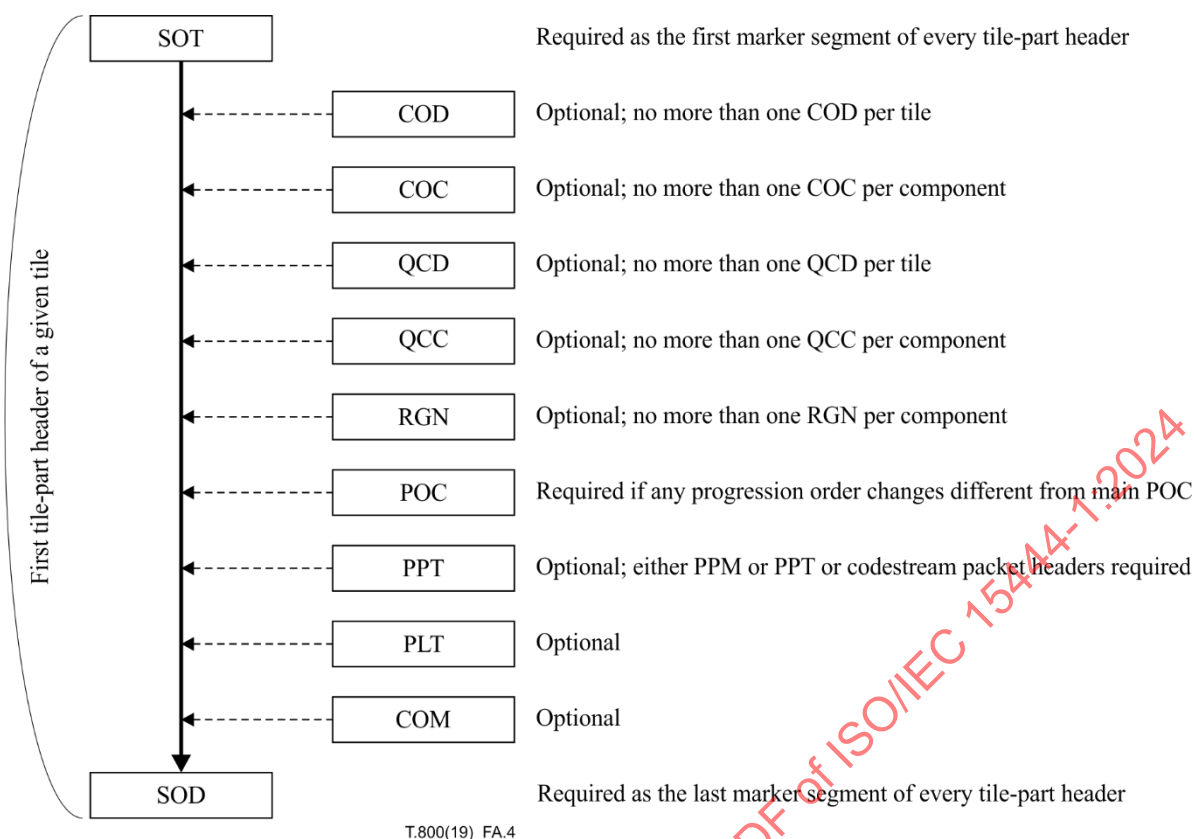 SOT Required as the first marker segment of every tile-part header
COD Optional; no more than one COD per tile
COC Optional; no more than one COC per component
QCD Optional; no more than one QCD per tile
QCC Optional; no more than one QCC per component
RGN Optional; no more than one RGN per component
POC Required if any progression order changes different from main POC
PPT Optional; either PPM or PPT or codestream packet headers required
PLT Optional
COM Optional
SOD Required as the last marker segment of every tile-part header
First tile-part header of a given tile
T.800(19)_FA.4
DF of ISO/IEC 15444-1:2024